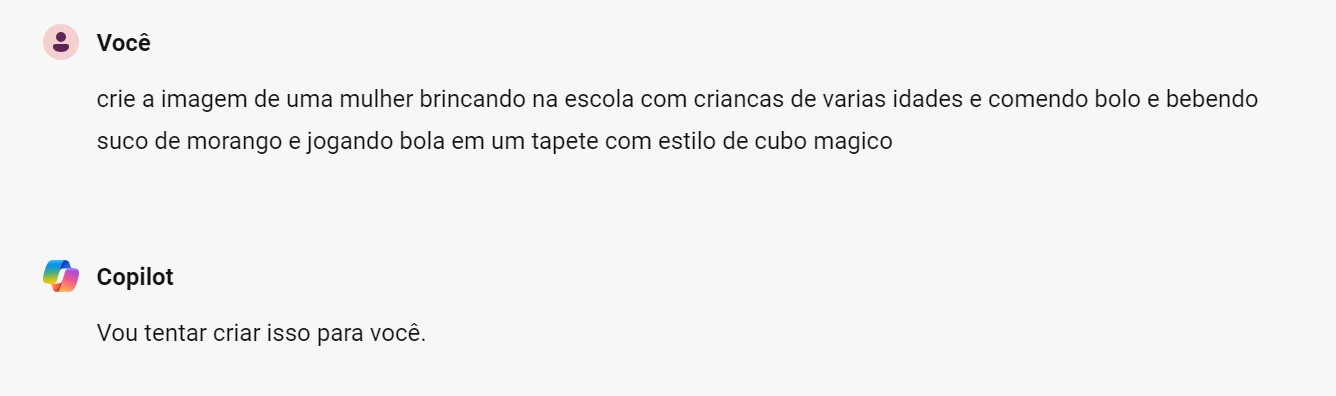 Você
crie a imagem de uma mulher brincando na escola com criancas de varias idades e comendo bolo e bebendo
suco de morango e jogando bola em um tapete com estilo de cubo magico
Copilot
Vou tentar criar isso para você.